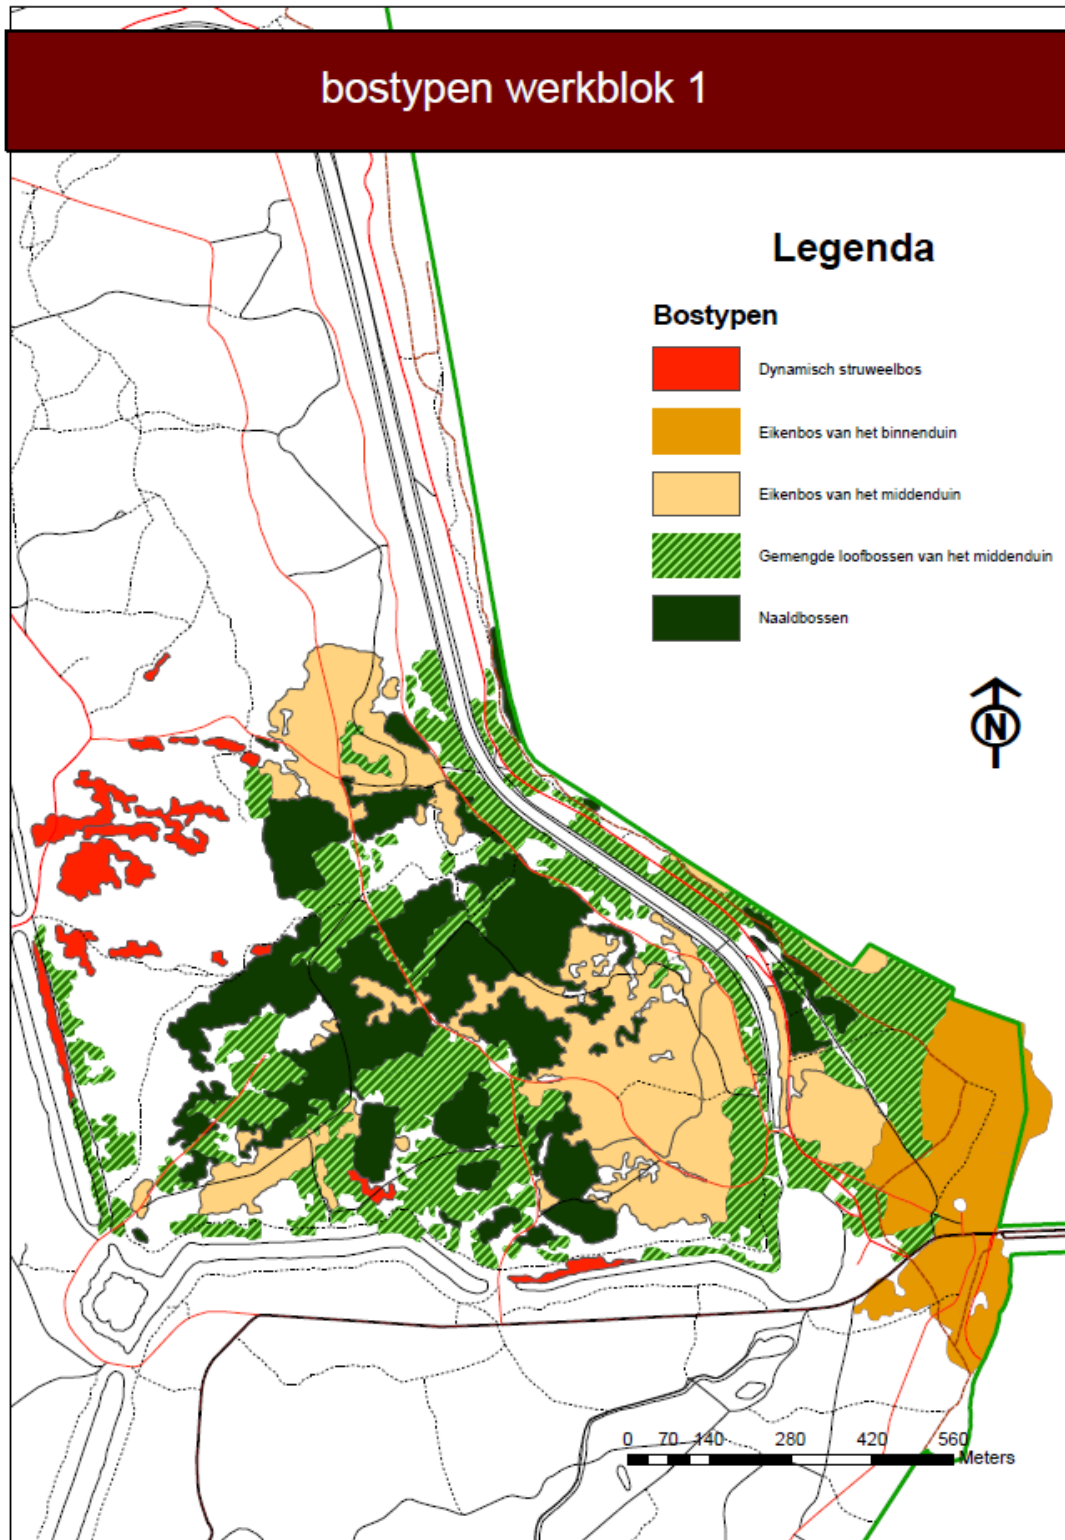 bostypen werkblok 1
Legenda
Bostypen
Dynamisch struweelbos
Eikenbos van het binnenduin
Eikenbos van het middenduin
Gemengde loofbossen van het middenduin
Naaldbossen
N
0 70 140 280 420 560
Meters